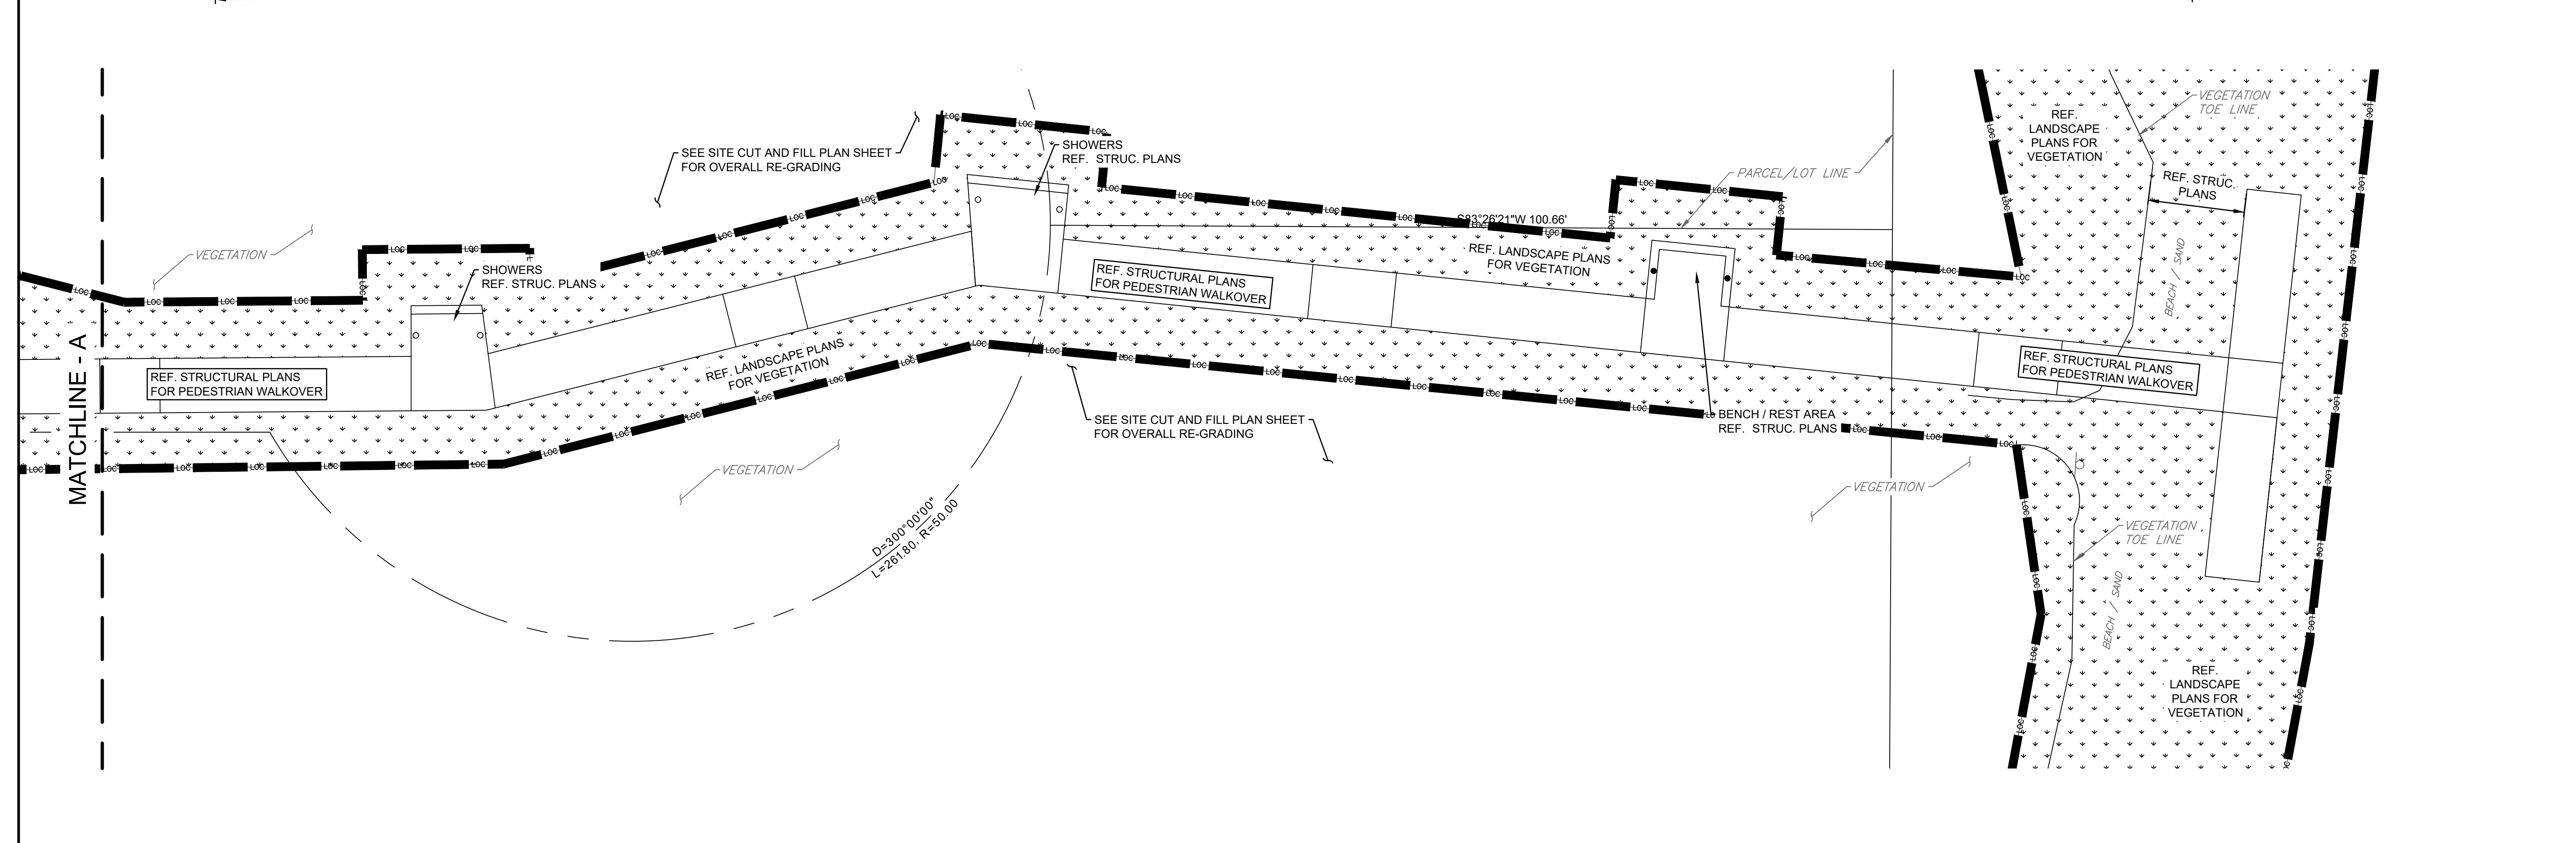 MATCHLINE - A
VEGETATION
REF. STRUCTURAL PLANS
FOR PEDESTRIAN WALKOVER
SHOWERS
REF. STRUC. PLANS
SEE SITE CUT AND FILL PLAN SHEET
FOR OVERALL RE-GRADING
REF. LANDSCAPE PLANS
FOR VEGETATION
VEGETATION
D=300°00'00"
L=261.80, R=50.00
SHOWERS
REF. STRUC. PLANS
REF. STRUCTURAL PLANS
FOR PEDESTRIAN WALKOVER
SEE SITE CUT AND FILL PLAN SHEET
FOR OVERALL RE-GRADING
S83°26'21"W 100.66'
REF. LANDSCAPE PLANS
FOR VEGETATION
PARCEL/LOT LINE
BENCH / REST AREA
REF. STRUC. PLANS
VEGETATION
REF.
LANDSCAPE
PLANS FOR
VEGETATION
VEGETATION
TOE LINE
REF. STRUC.
PLANS
BEACH / SAND
REF. STRUCTURAL PLANS
FOR PEDESTRIAN WALKOVER
VEGETATION
TOE LINE
BEACH / SAND
REF.
LANDSCAPE
PLANS FOR
VEGETATION
LOC